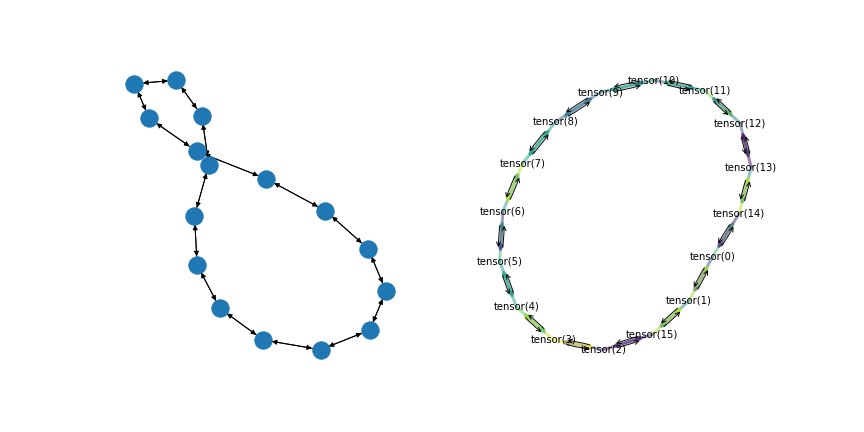 tensor(10)
tensor(9)
tensor(11)
tensor(8)
tensor(12)
tensor(7)
tensor(13)
tensor(6)
tensor(14)
tensor(5)
tensor(0)
tensor(4)
tensor(1)
tensor(3)
tensor(15)
tensor(2)